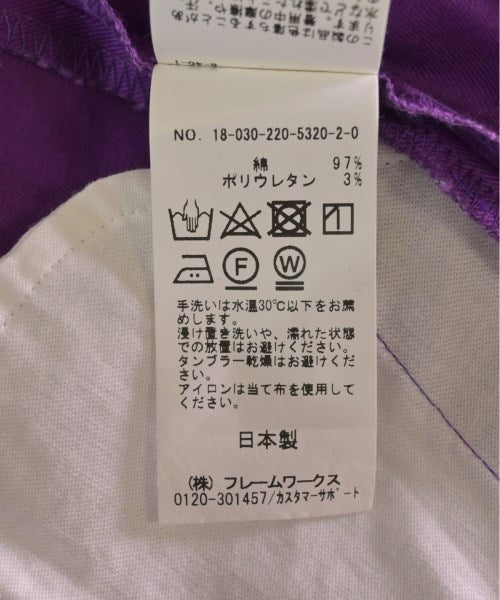 NO. 18-030-220-5320-2-0
綿 97%
ポリウレタン 3%
F W
手洗いは水温30℃以下をお薦
めします。
浸け置き洗いや、濡れた状態
での放置はお避けください。
タンブラー乾燥はお避けくだ
さい。
アイロンは当て布を使用して
ください。
日本製
(株) フレームワークス
0120-301457/カスタマーサポート